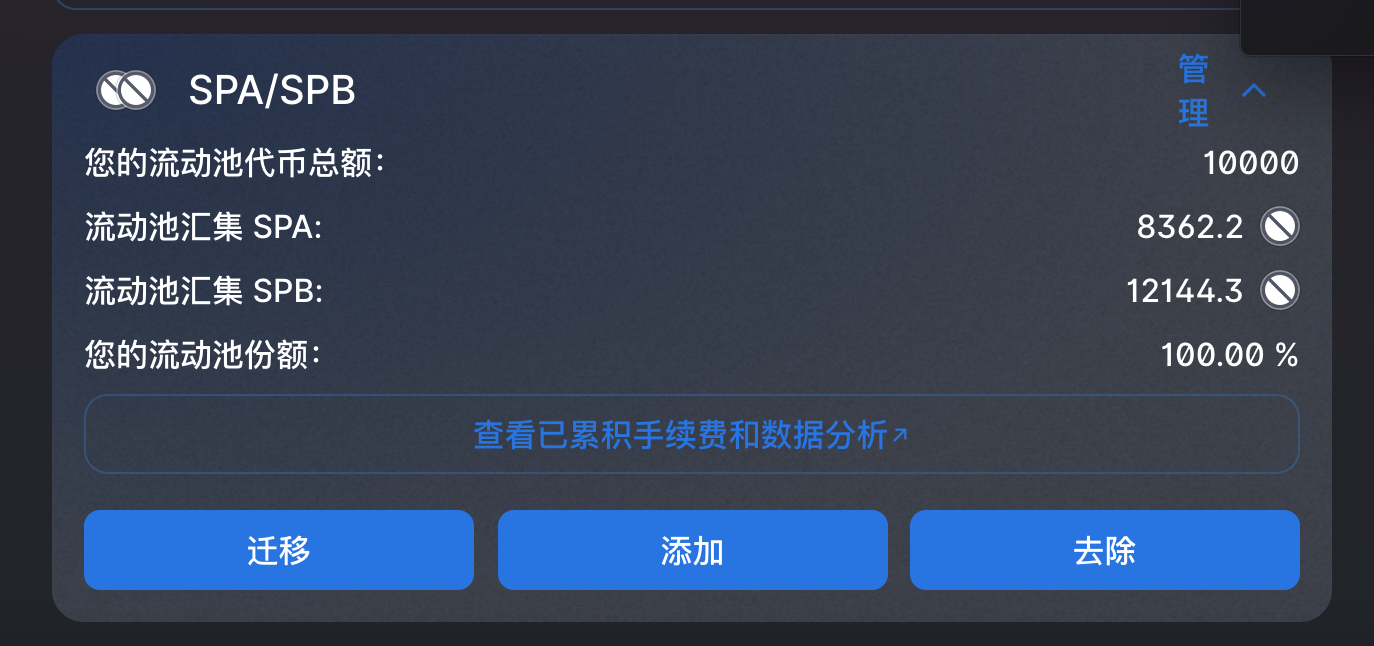 SPA/SPB
管
理
您的流动池代币总额：
10000
流动池汇集 SPA:
8362.2
流动池汇集 SPB:
12144.3
您的流动池份额：
100.00 %
查看已累积手续费和数据分析↗
迁移
添加
去除